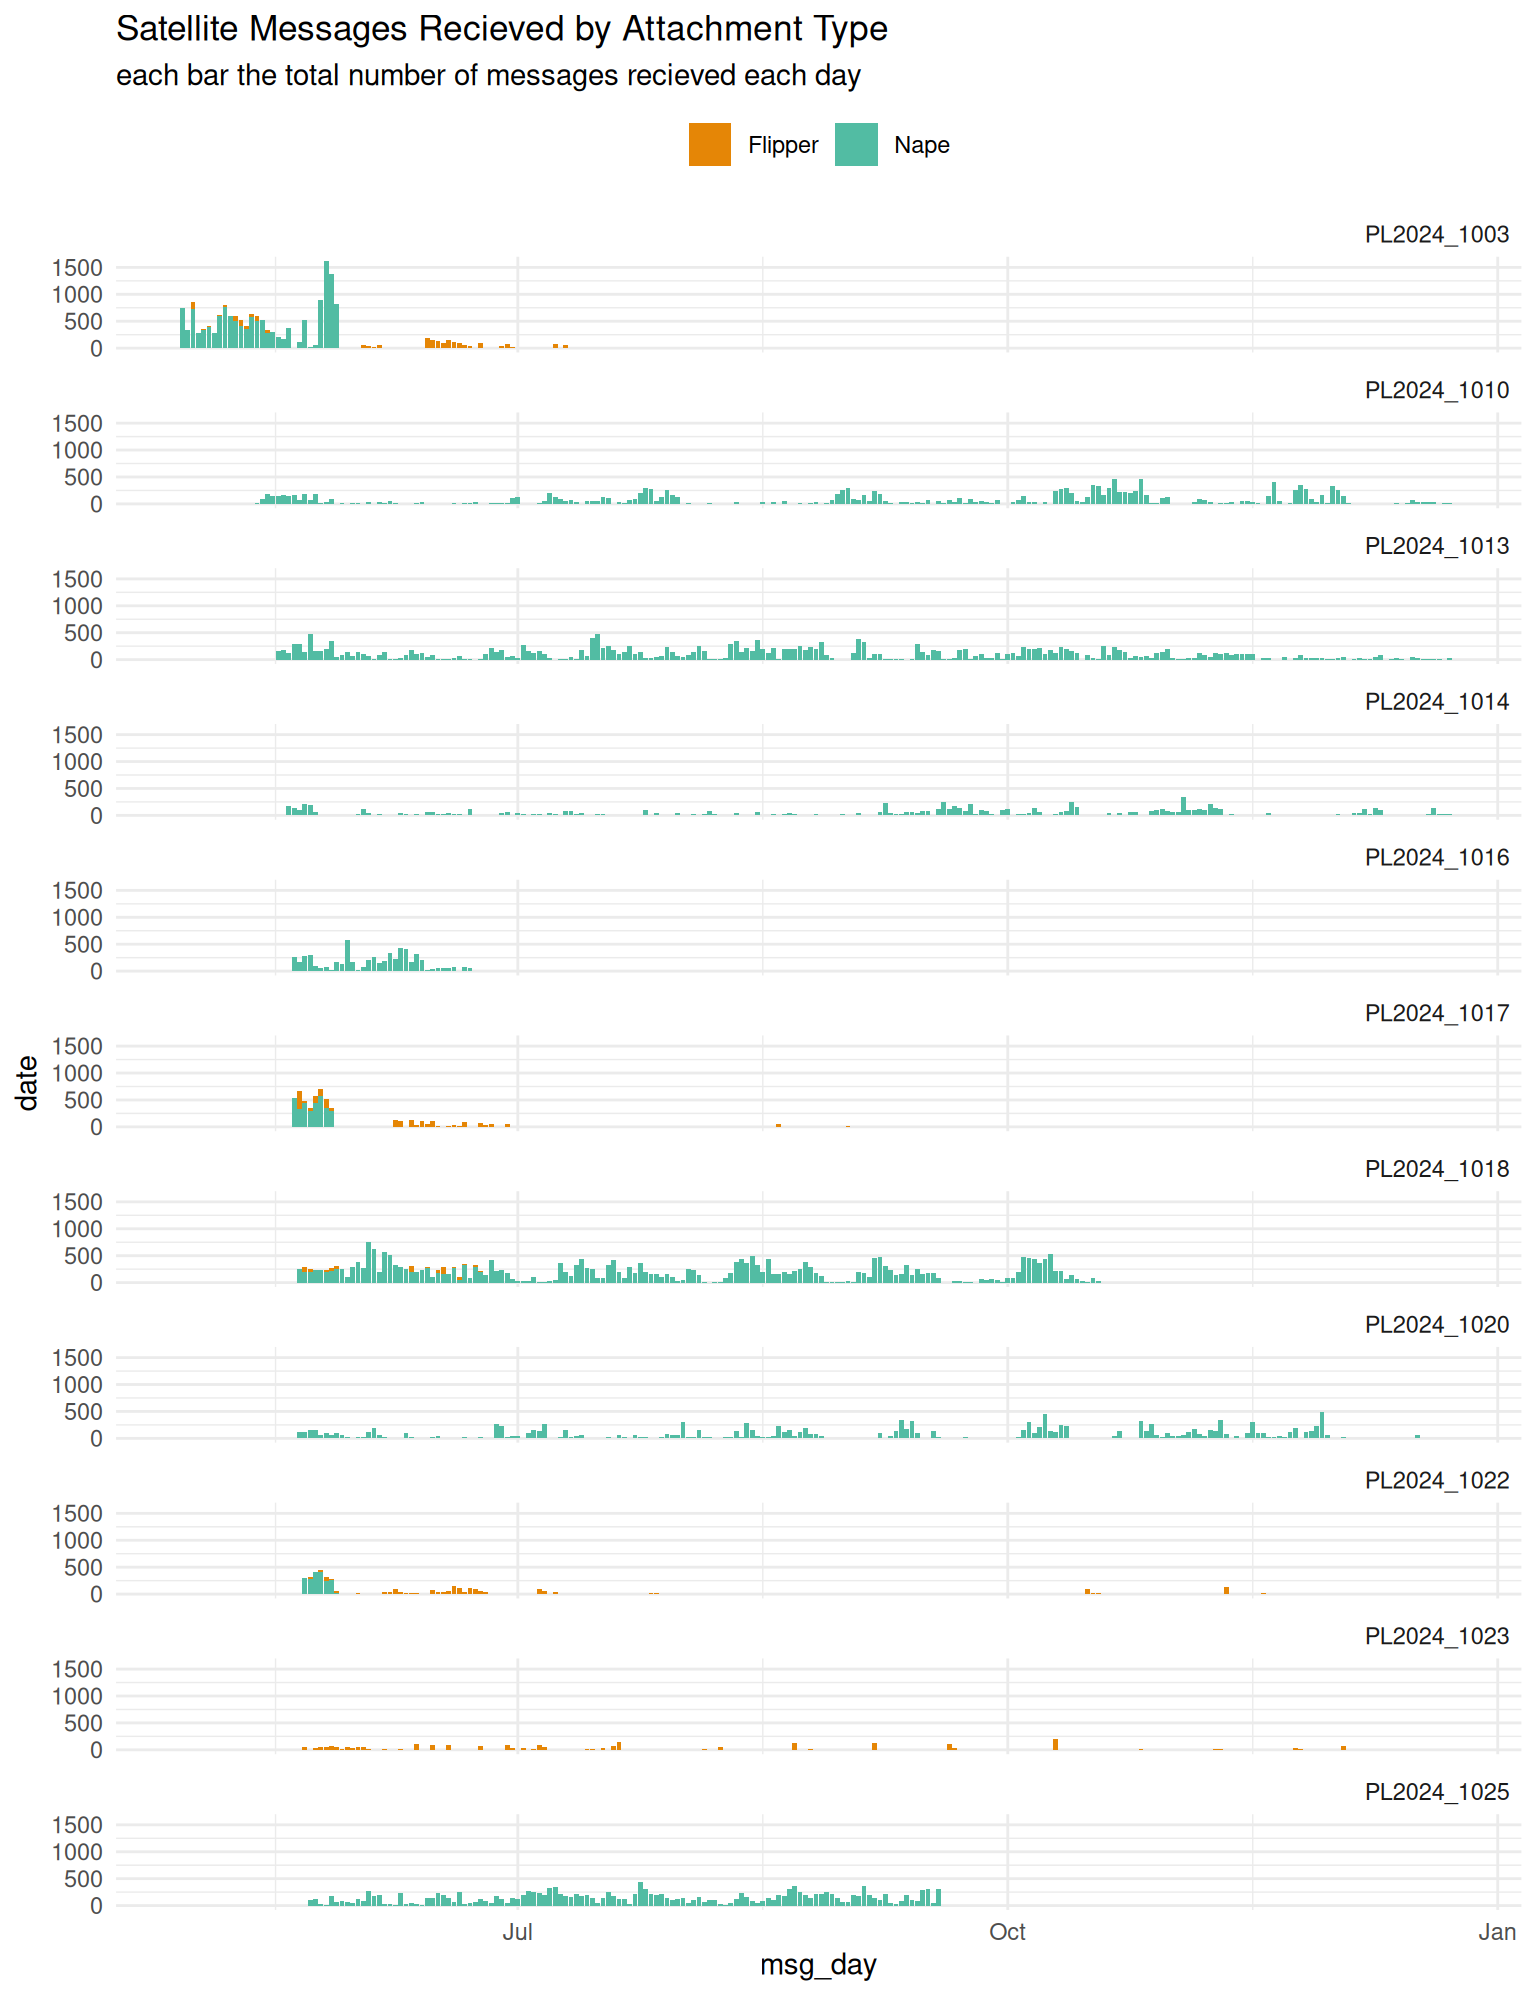 Satellite Messages Recieved by Attachment Type
each bar the total number of messages recieved each day
Flipper Nape
PL2024_1003
1500
1000
500
0
PL2024_1010
1500
1000
500
0
PL2024_1013
1500
1000
500
0
PL2024_1014
1500
1000
500
0
PL2024_1016
1500
1000
500
0
PL2024_1017
1500
1000
500
0
date
PL2024_1018
1500
1000
500
0
PL2024_1020
1500
1000
500
0
PL2024_1022
1500
1000
500
0
PL2024_1023
1500
1000
500
0
PL2024_1025
1500
1000
500
0
Jul Oct Jan
msg_day